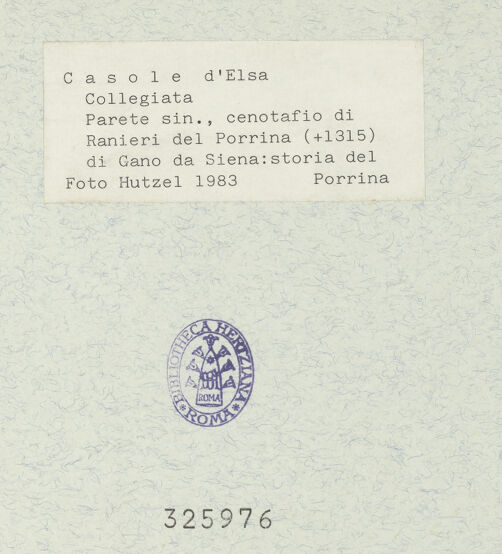 C a s o l e  d'Elsa
Collegiata
Parete sin., cenotafio di
Ranieri del Porrina (+1315)
di Gano da Siena:storia del
Foto Hutzel 1983 Porrina
BIBLIOTHECA HERTZIANA
ROMA
*ROMA*
325976